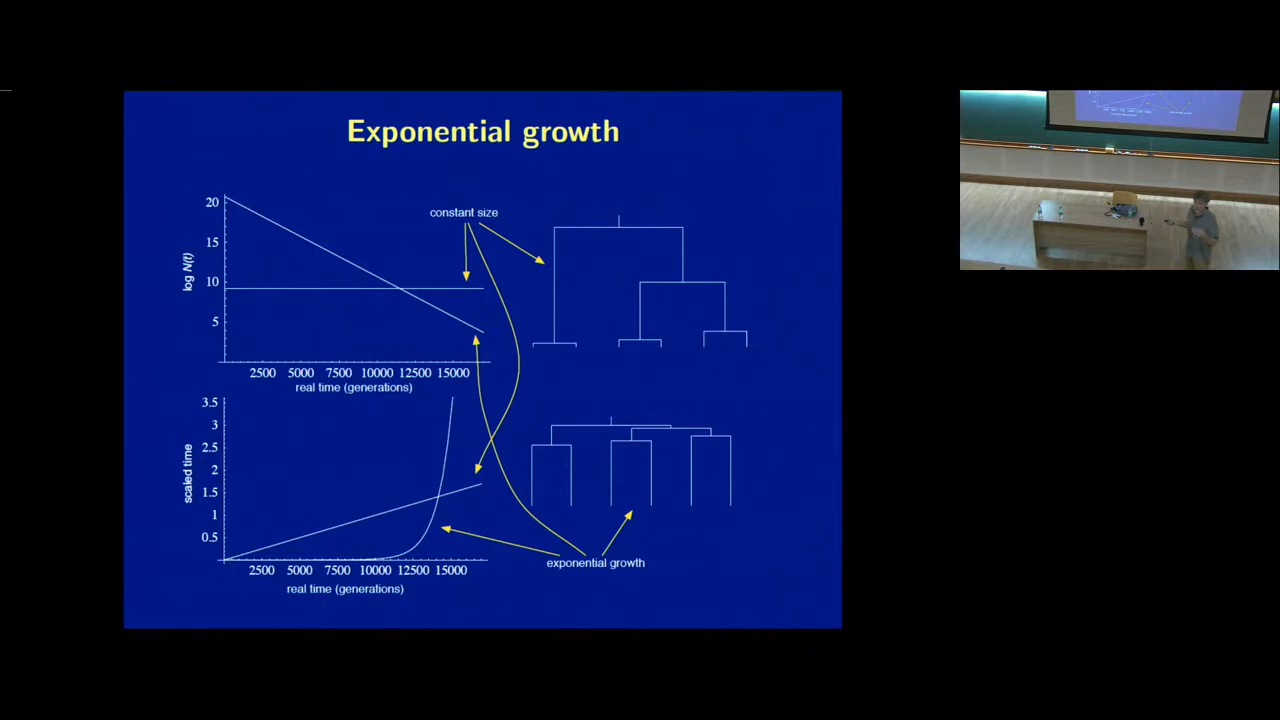 Exponential growth
constant size
20
15
10
5
log N(t)
2500 5000 7500 10000 12500 15000
real time (generations)
3.5
3
2.5
2
1.5
1
0.5
scaled time
2500 5000 7500 10000 12500 15000
real time (generations)
exponential growth